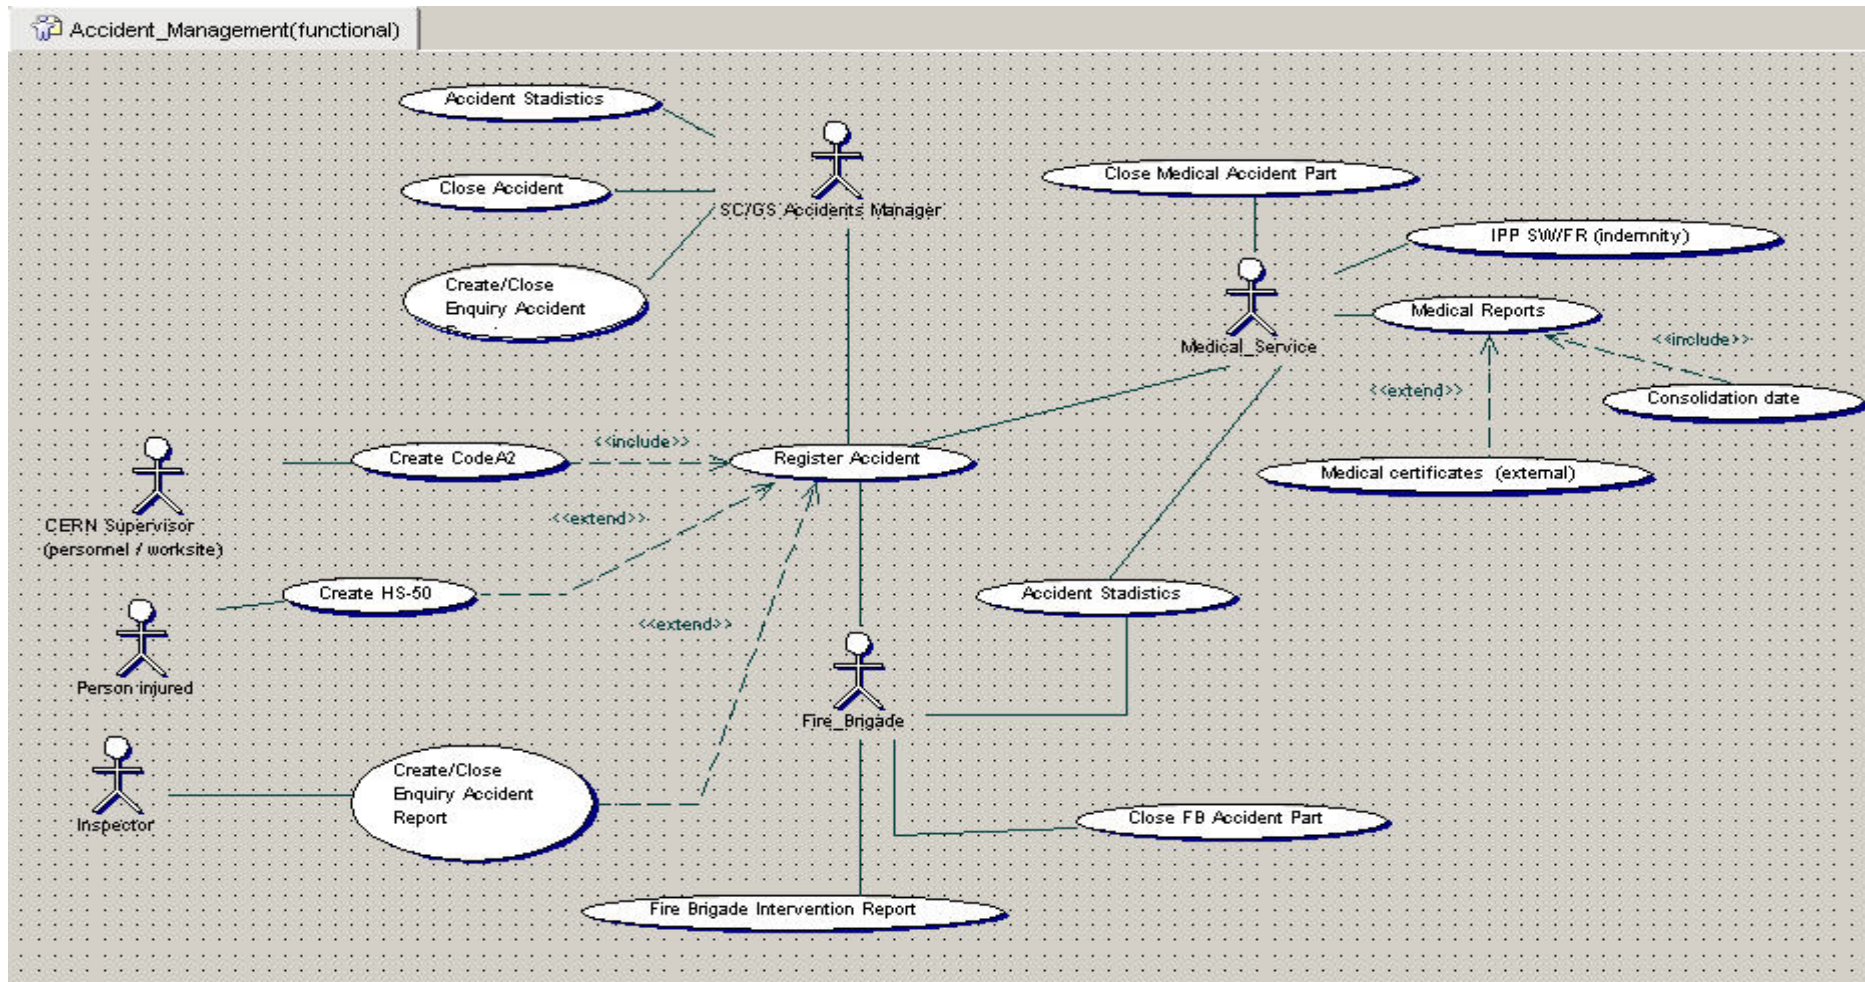 Accident_Management(functional)
Accident Stadistics
Close Accident
SC/GS Accidents Manager
Create/Close
Enquiry Accident
Close Medical Accident Part
IPP SW/FR (indemnity)
Medical Reports
Medical_Service
<<include>>
<<extend>>
Consolidation date
Medical certificates (external)
Create CodeA2
<<include>>
Register Accident
CERN Supervisor
(personnel / worksite)
<<extend>>
Create HS-50
Accident Stadistics
<<extend>>
Person injured
Fire_Brigade
Create/Close
Enquiry Accident
Report
Inspector
Close FB Accident Part
Fire Brigade Intervention Report